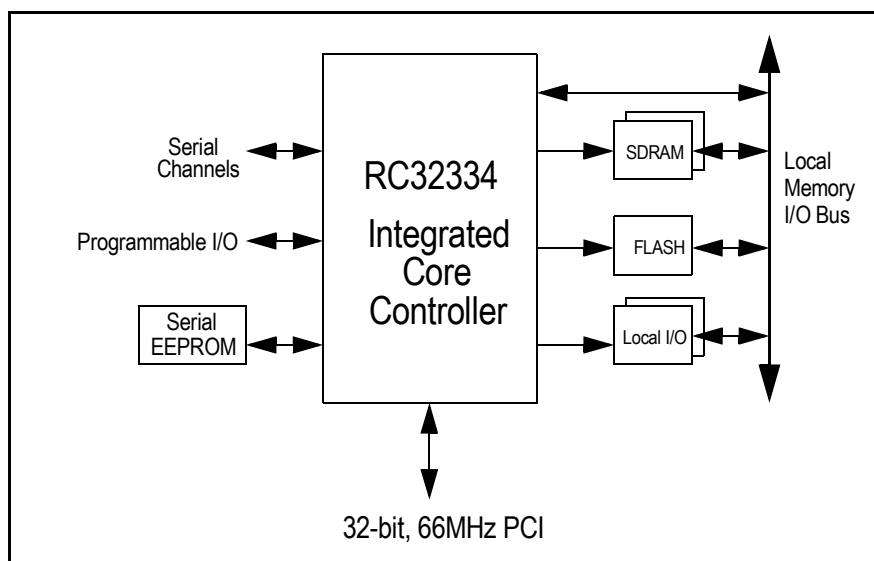 Serial
Channels
Programmable I/O
Serial
EEPROM
RC32334
Integrated
Core
Controller
SDRAM
FLASH
Local I/O
Local
Memory
I/O Bus
32-bit, 66MHz PCI